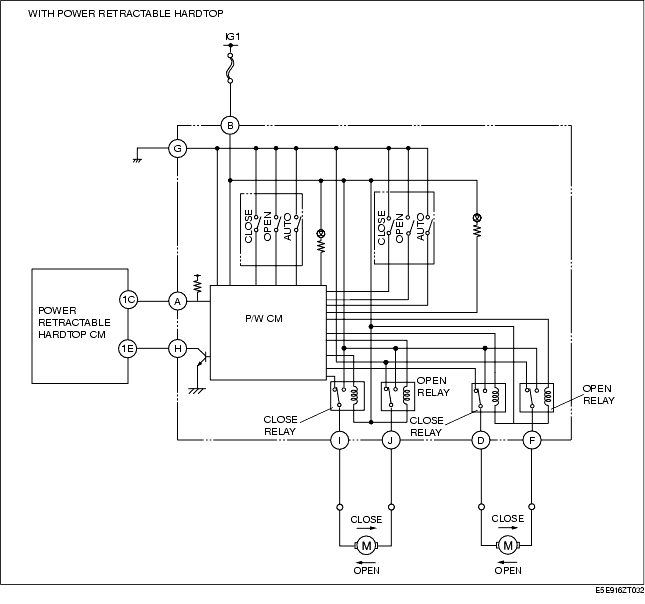 WITH POWER RETRACTABLE HARDTOP
IG1
B
G
CLOSE
OPEN
AUTO
CLOSE
OPEN
AUTO
1C
A
P/W CM
POWER
RETRACTABLE
HARDTOP CM
1E
H
OPEN
RELAY
OPEN
RELAY
CLOSE
RELAY
CLOSE
RELAY
I
J
D
F
CLOSE
M
OPEN
CLOSE
M
OPEN
E5E916ZT032